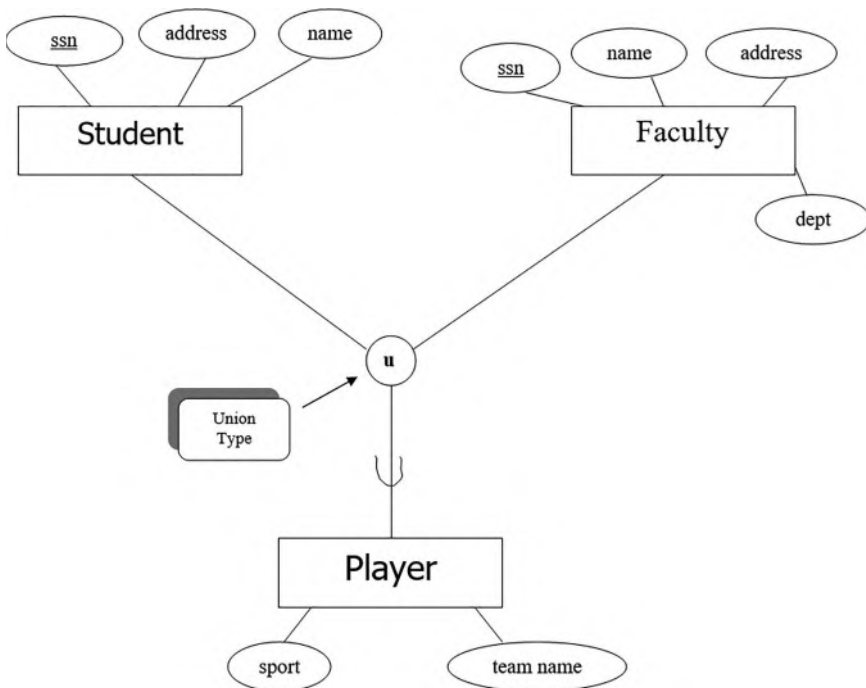 ssn
address
name
Student
ssn
name
address
Faculty
dept
u
Union
Type
Player
sport
team name